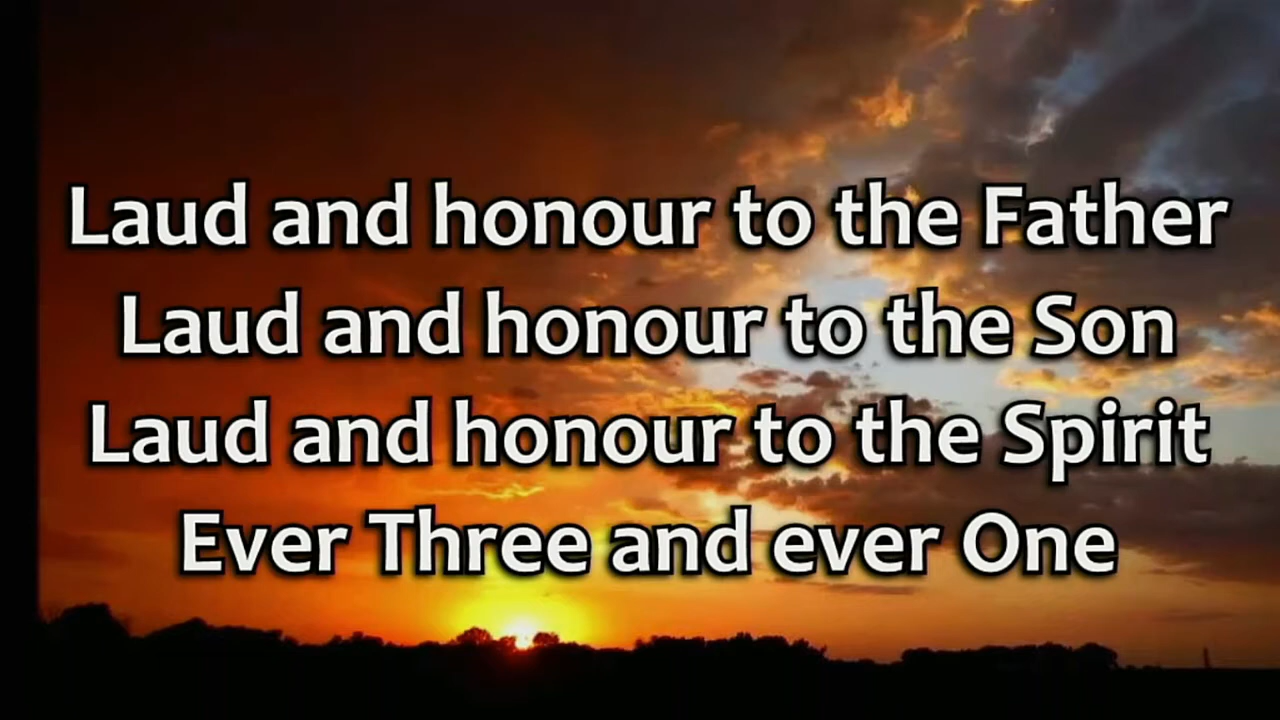 Laud and honour to the Father
Laud and honour to the Son
Laud and honour to the Spirit
Ever Three and ever One